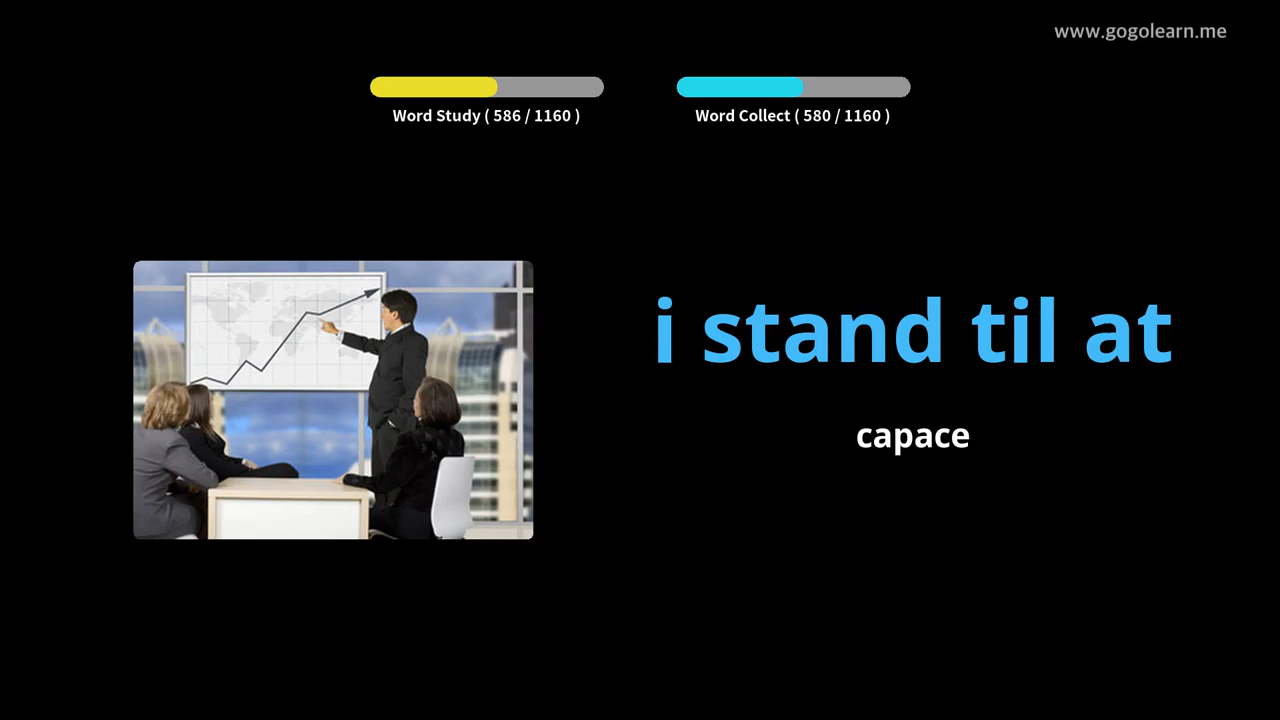 www.gogolearn.me
Word Study ( 586 / 1160 )
Word Collect ( 580 / 1160 )
i stand til at
capace